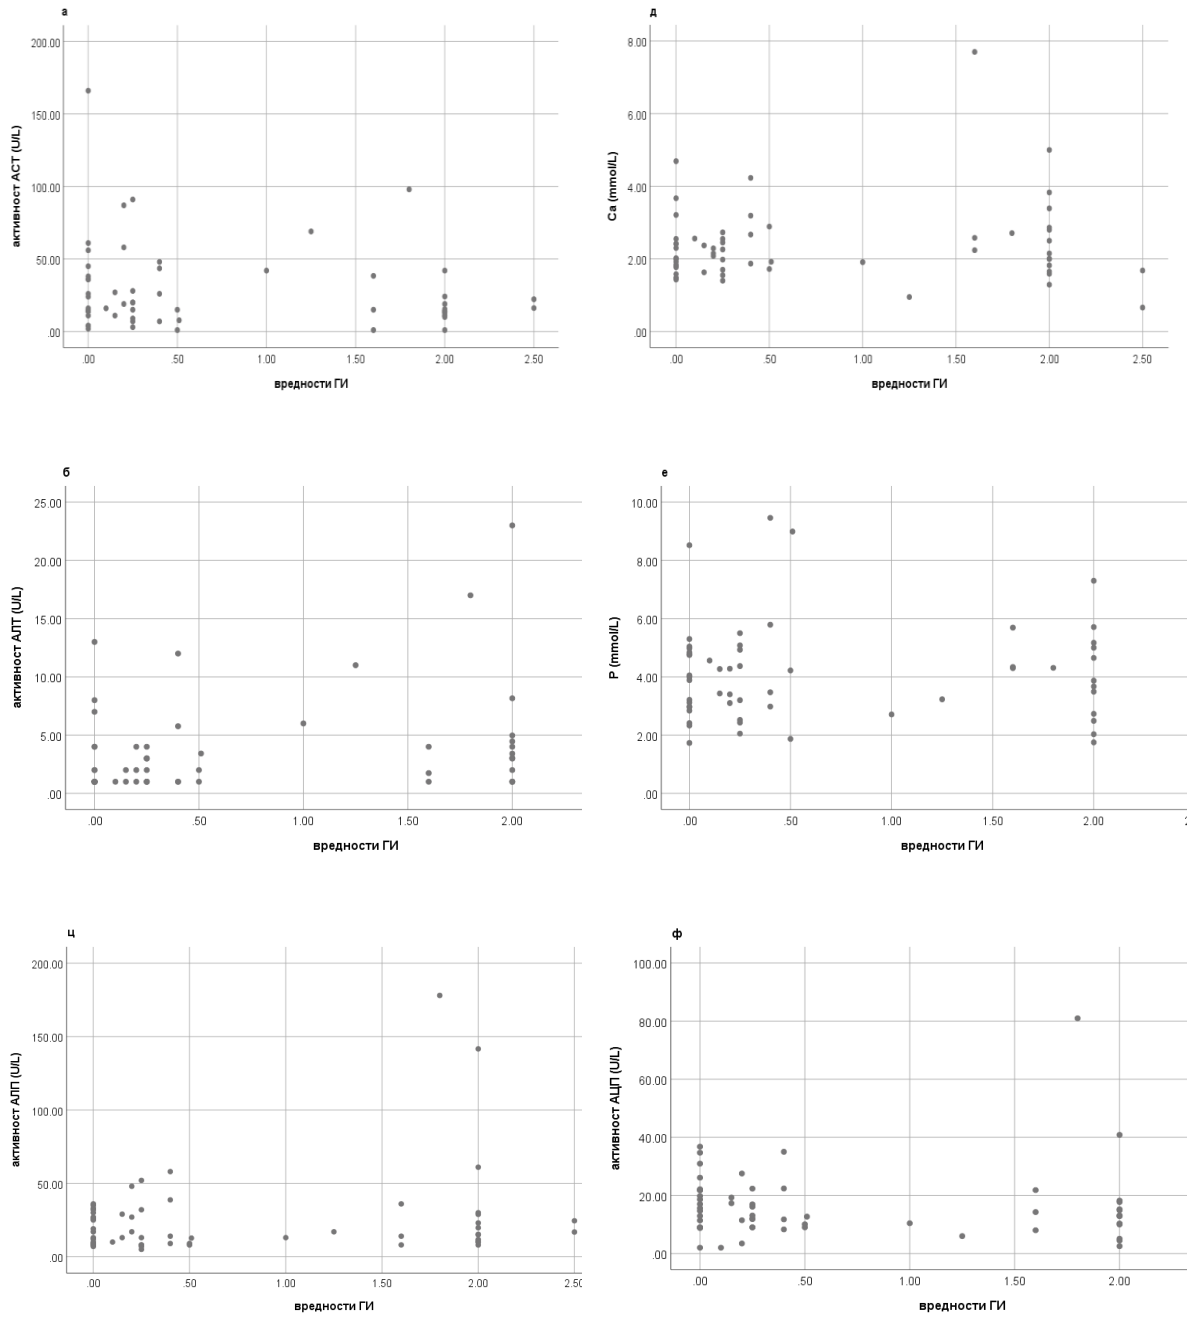 а
активност АСТ (U/L)
200.00
150.00
100.00
50.00
.00
.00 .50 1.00 1.50 2.00 2.50
вредности ГИ
д
Ca (mmol/L)
8.00
6.00
4.00
2.00
.00
.00 .50 1.00 1.50 2.00 2.50
вредности ГИ
б
активност АЛТ (U/L)
25.00
20.00
15.00
10.00
5.00
.00
.00 .50 1.00 1.50 2.00
вредности ГИ
е
P (mmol/L)
10.00
8.00
6.00
4.00
2.00
.00
.00 .50 1.00 1.50 2.00
вредности ГИ
ц
активност АЛП (U/L)
200.00
150.00
100.00
50.00
.00
.00 .50 1.00 1.50 2.00 2.50
вредности ГИ
ф
активност АЦП (U/L)
100.00
80.00
60.00
40.00
20.00
.00
.00 .50 1.00 1.50 2.00
вредности ГИ